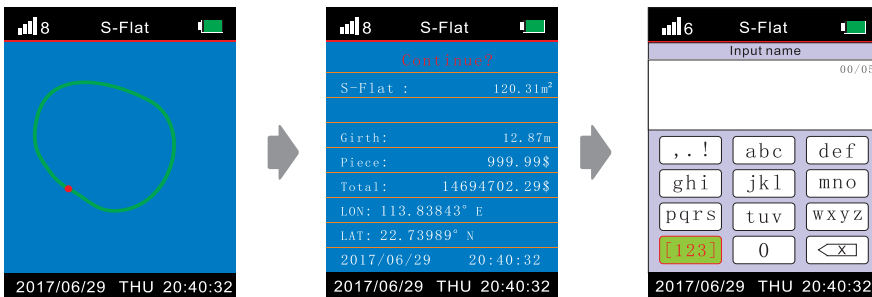 8 S-Flat
2017/06/29 THU 20:40:32
8 S-Flat
Continue?
S-Flat : 120.31m²
Girth: 12.87m
Piece: 999.99$
Total: 14694702.29$
LON: 113.83843° E
LAT: 22.73989° N
2017/06/29 20:40:32
2017/06/29 THU 20:40:32
6 S-Flat
Input name
00/05
,.! abc def
ghi jkl mno
pqrs tuv wxyz
[123] 0 X
2017/06/29 THU 20:40:32